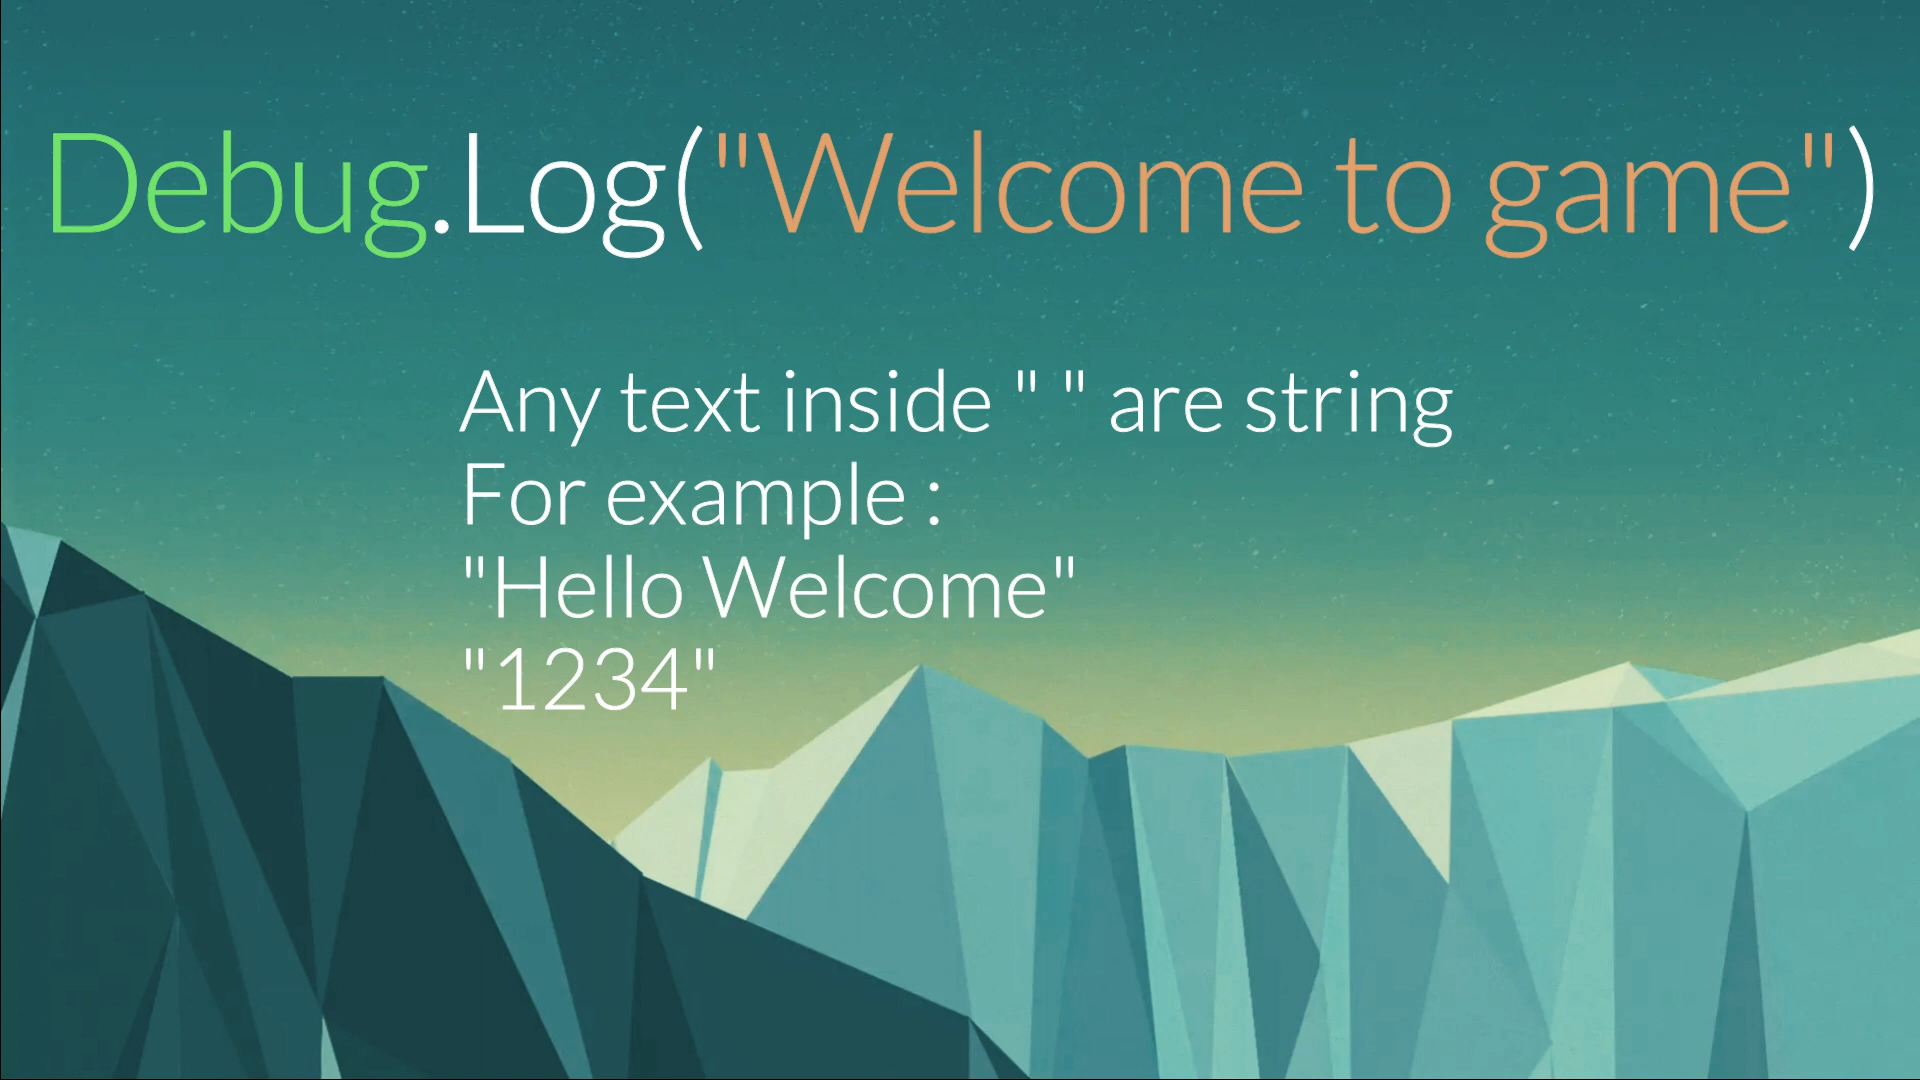 Debug.Log("Welcome to game")
Any text inside " " are string
For example :
"Hello Welcome"
"1234"